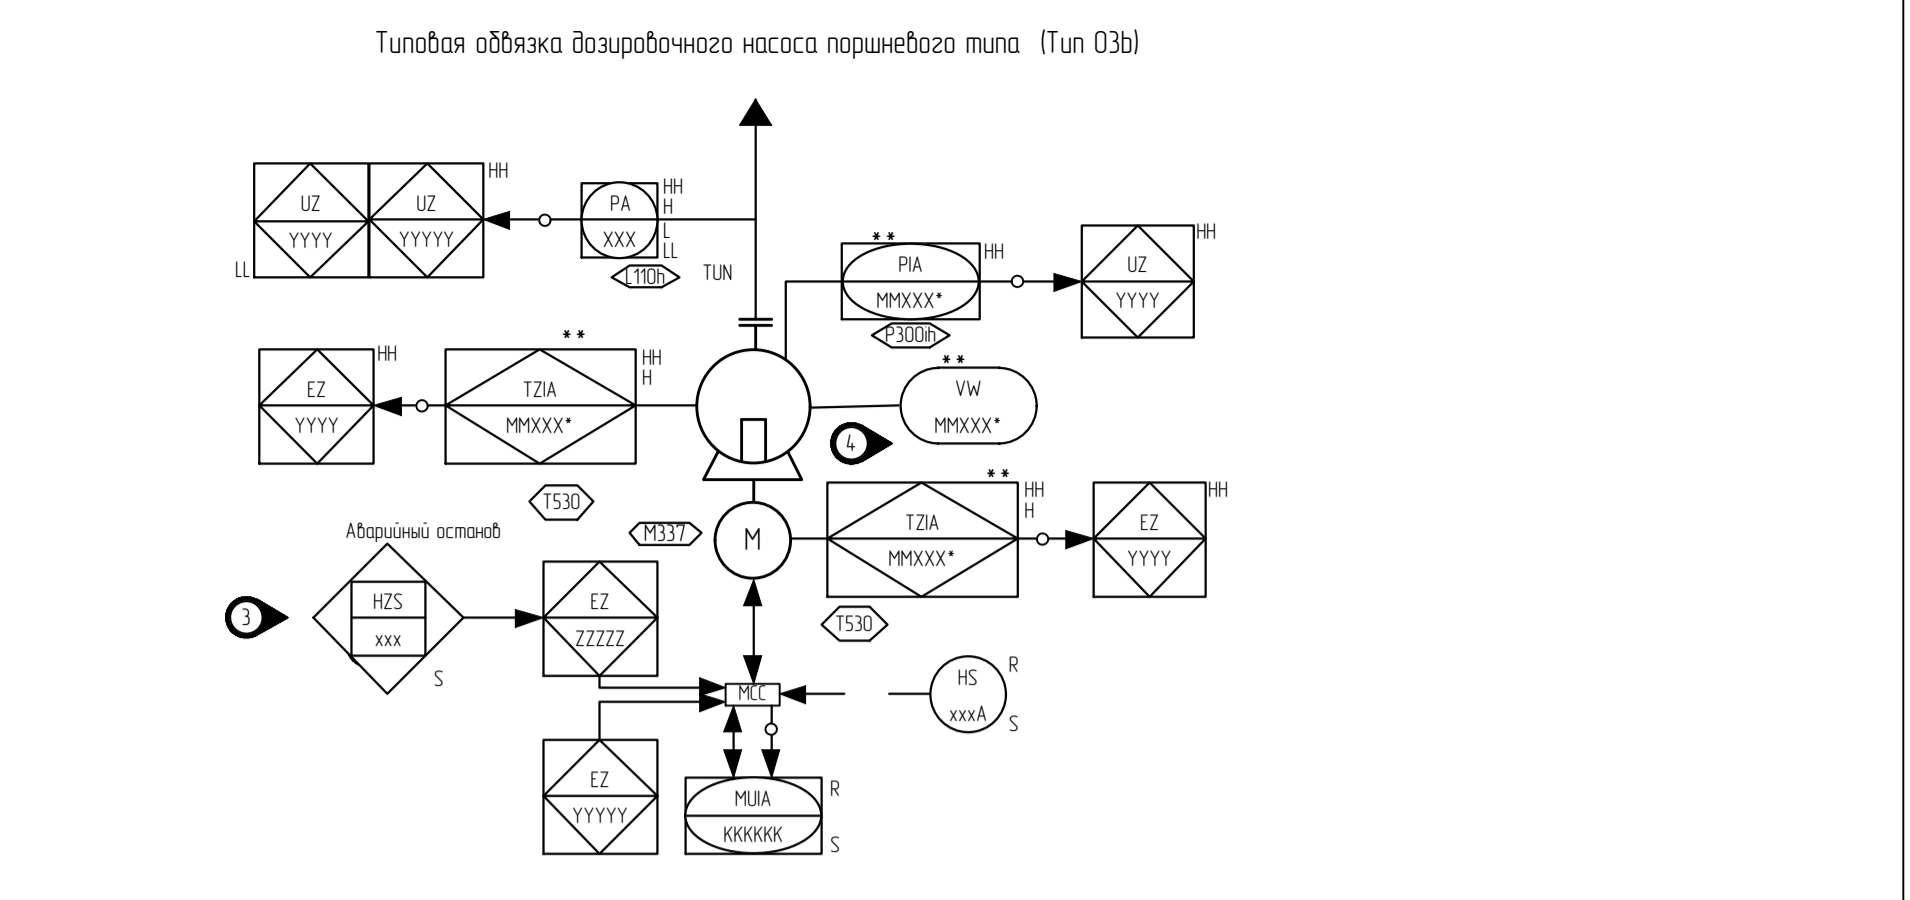 Типовая обвязка дозировочного насоса поршневого типа (Тип 03b)
HH
UZ
UZ
YYYY
YYYYY
LL
HH
H
PA
XXX
L
LL
L110h
TUN
**
HH
PIA
MMXXX*
P300ih
HH
UZ
YYYY
HH
EZ
YYYY
**
HH
H
TZIA
MMXXX*
T530
**
VW
MMXXX*
4
**
HH
H
TZIA
MMXXX*
T530
HH
EZ
YYYY
M337
M
Аварийный останов
3
HZS
xxx
S
EZ
ZZZZZ
MCC
R
HS
xxxA
S
EZ
YYYYY
R
MUIA
KKKKKK
S